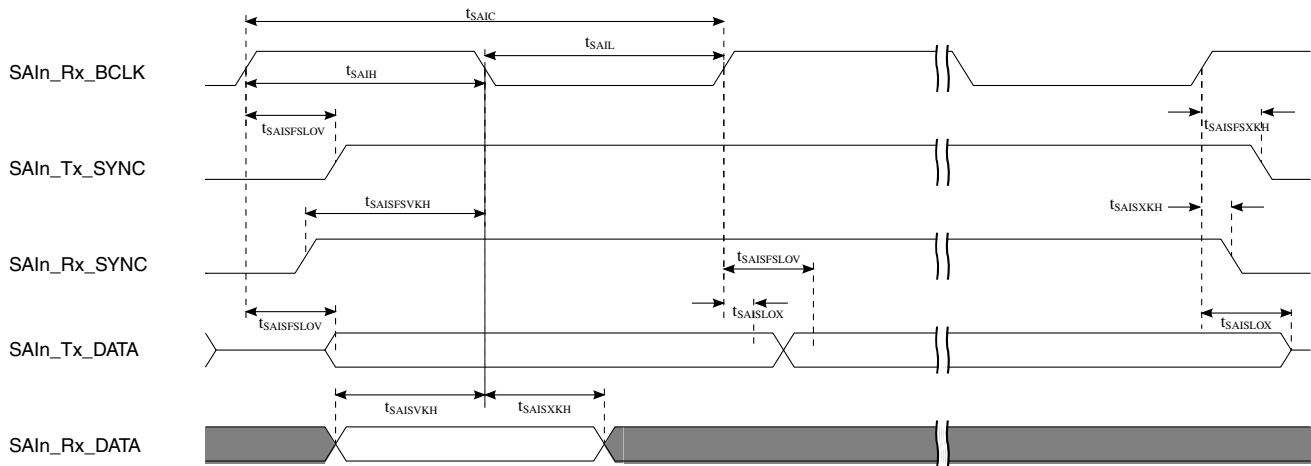 tSAIC
tSAIL
SAIn_Rx_BCLK
tSAIH
tSAISFSLOV
tSAISFSXKH
SAIn_Tx_SYNC
tSAISFSVKH
tSAISXKH
SAIn_Rx_SYNC
tSAISFSLOV
tSAISFSLOV
tSAISLOX
tSAISLOX
SAIn_Tx_DATA
tSAISVKH
tSAISXKH
SAIn_Rx_DATA